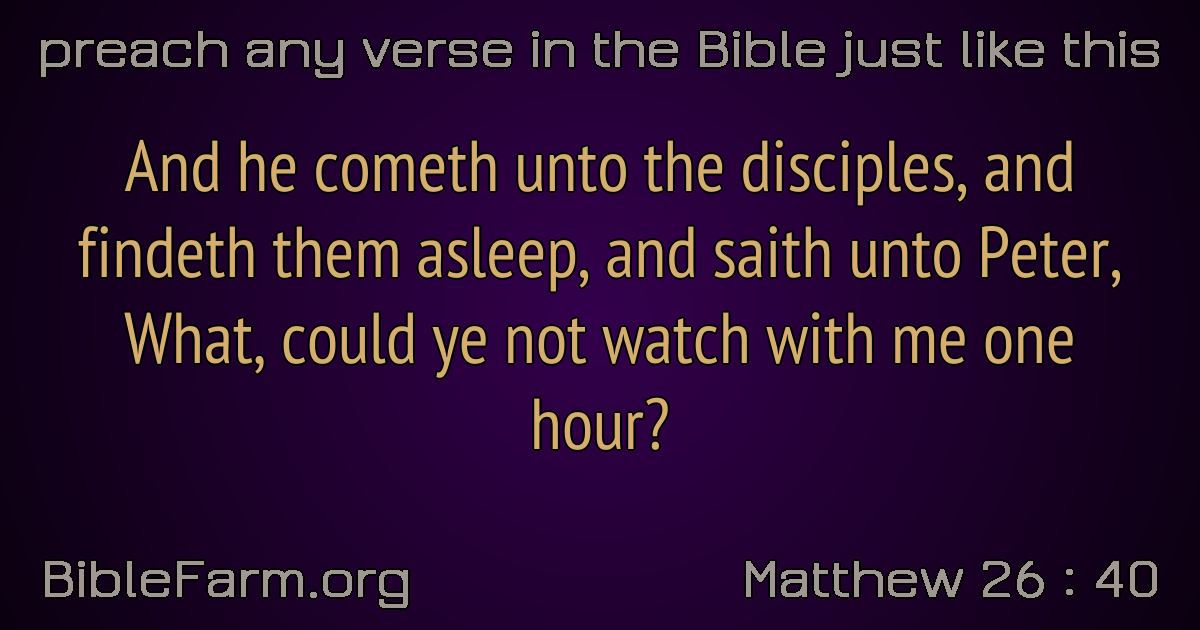 preach any verse in the Bible just like this
And he cometh unto the disciples, and
findeth them asleep, and saith unto Peter,
What, could ye not watch with me one
hour?
BibleFarm.org
Matthew 26 : 40